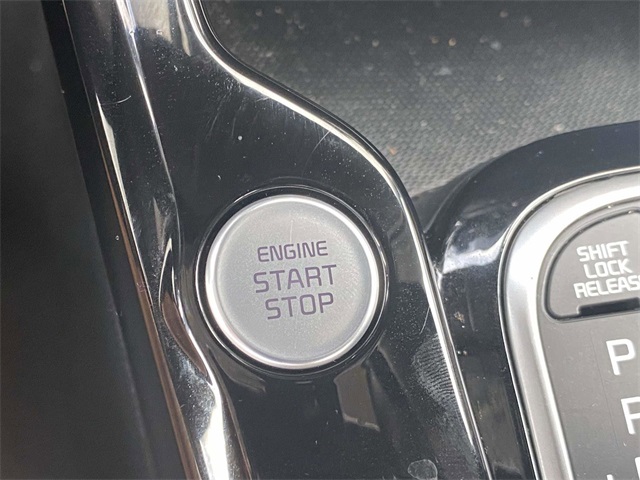 ENGINE
START
STOP
SHIFT
LOCK
RELEASE
P